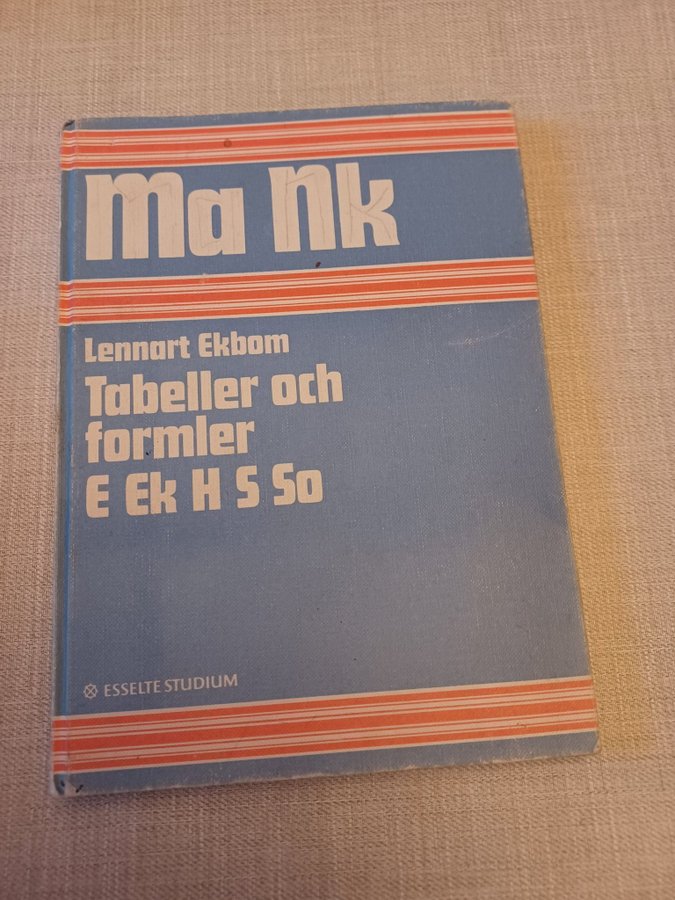 Ma Nk
Lennart Ekbom
Tabeller och
formler
E Ek H S So
ESSELTE STUDIUM